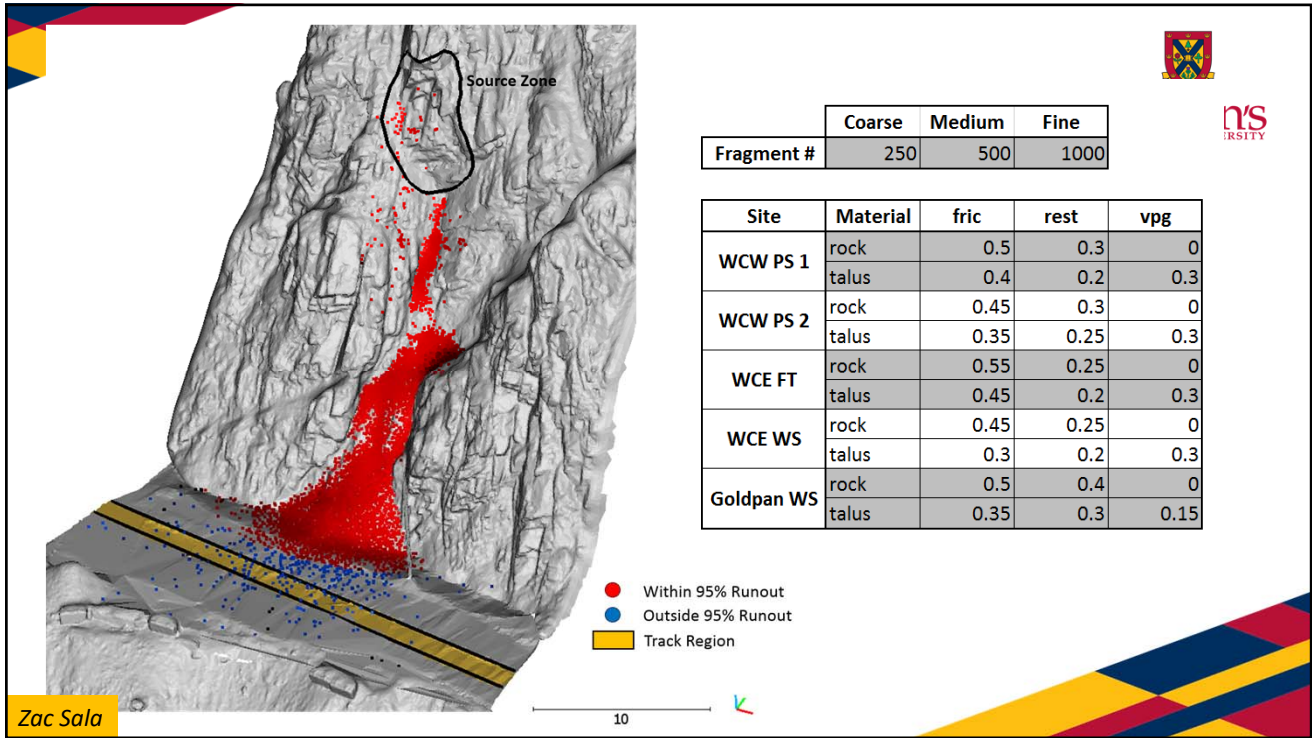 Source Zone
n's
ERSITY
Coarse Medium Fine
Fragment # 250 500 1000
Site Material fric rest vpg
WCW PS 1 rock 0.5 0.3 0
talus 0.4 0.2 0.3
WCW PS 2 rock 0.45 0.3 0
talus 0.35 0.25 0.3
WCE FT rock 0.55 0.25 0
talus 0.45 0.2 0.3
WCE WS rock 0.45 0.25 0
talus 0.3 0.2 0.3
Goldpan WS rock 0.5 0.4 0
talus 0.35 0.3 0.15
Within 95% Runout
Outside 95% Runout
Track Region
10
Zac Sala